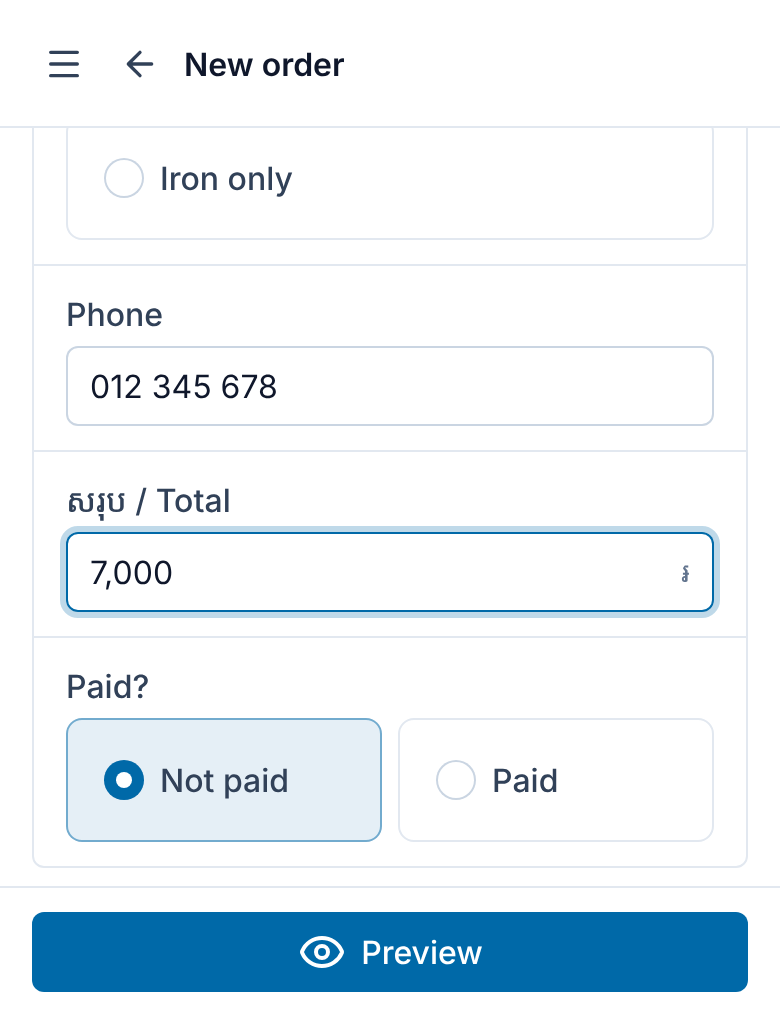 New order
Iron only
Phone
012 345 678
សរុប / Total
7,000 ៛
Paid?
Not paid
Paid
Preview